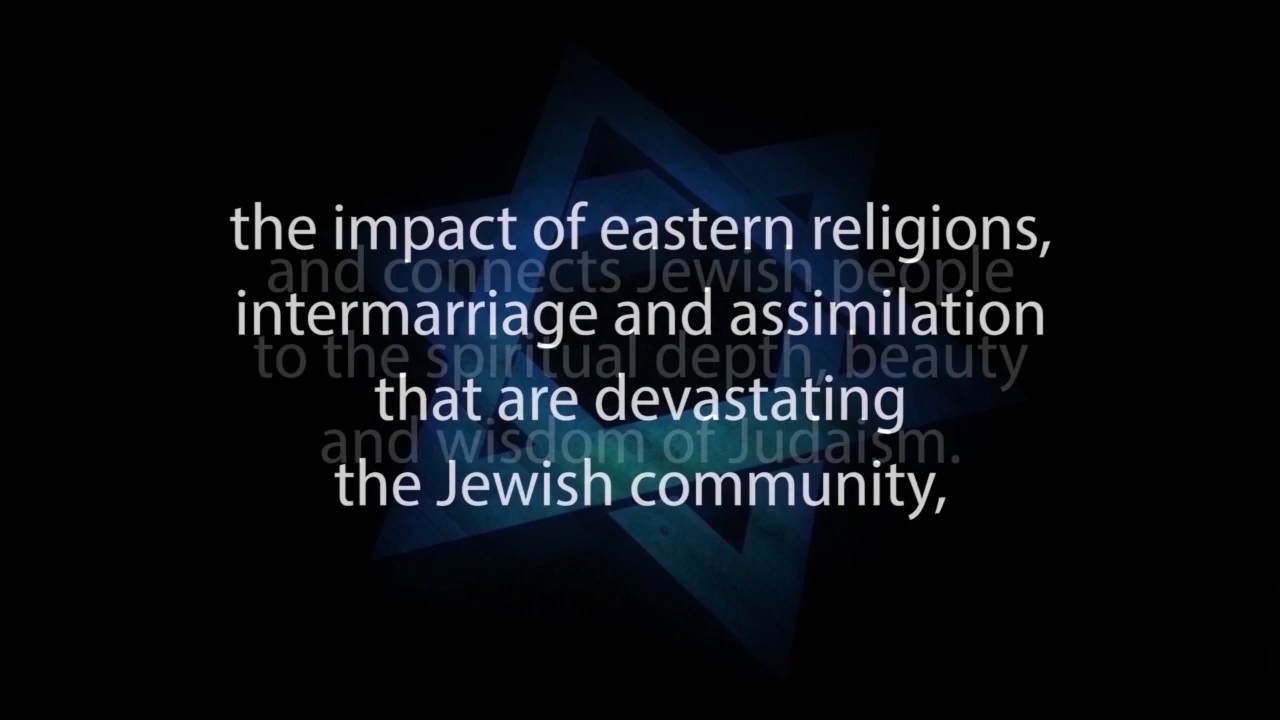 the impact of eastern religions,
intermarriage and assimilation
that are devastating
the Jewish community,
and connects Jewish people
to the spiritual depth, beauty
and wisdom of Judaism.